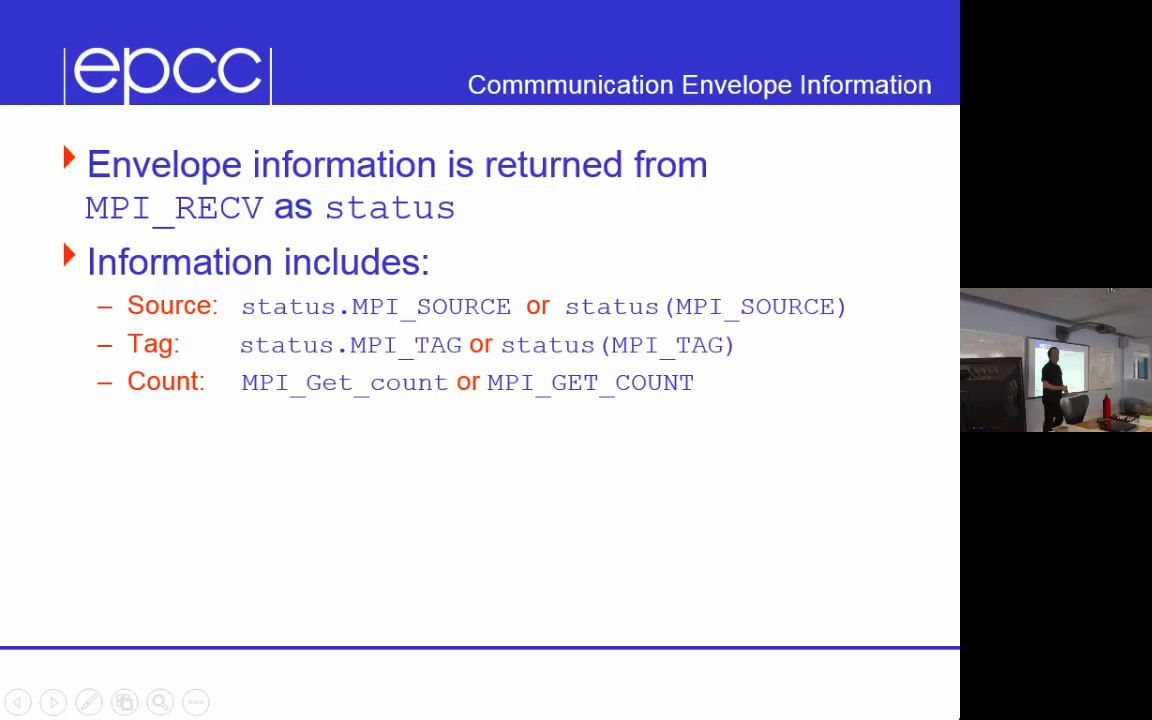 |epcc|
Commmunication Envelope Information
Envelope information is returned from
MPI_RECV as status
Information includes:
– Source: status.MPI_SOURCE or status(MPI_SOURCE)
– Tag: status.MPI_TAG or status(MPI_TAG)
– Count: MPI_Get_count or MPI_GET_COUNT